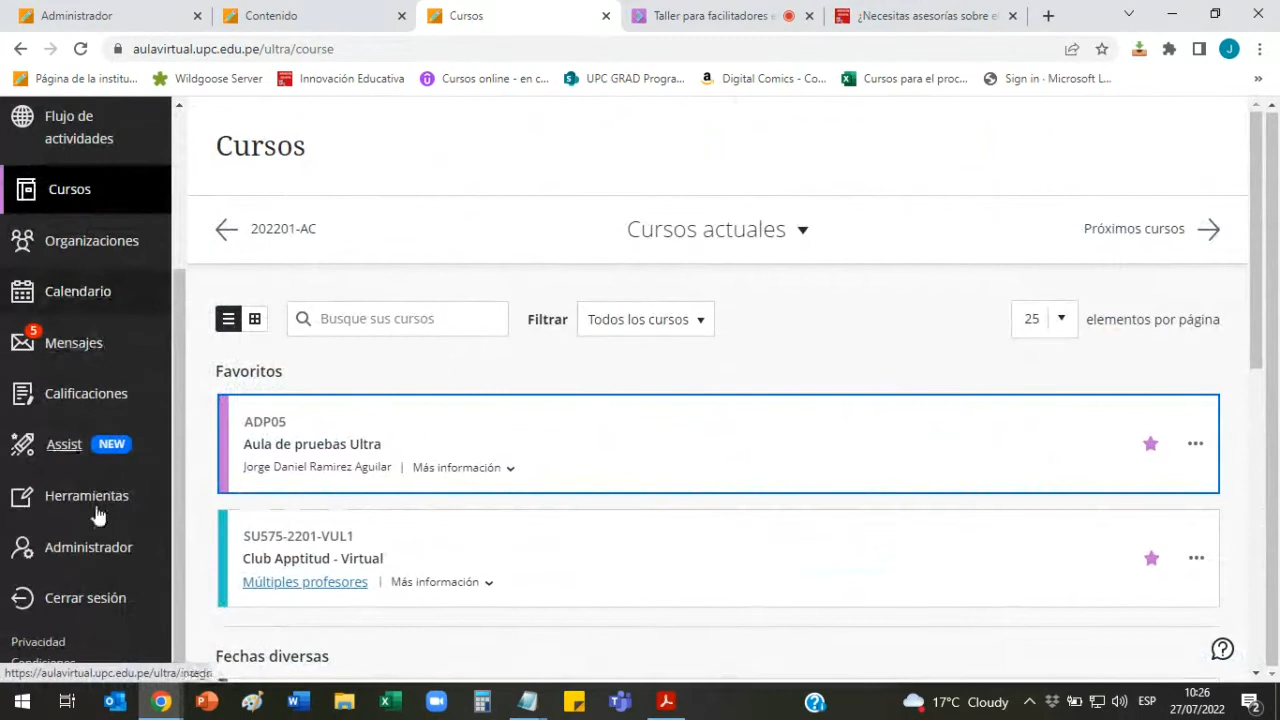 Administrador
Contenido
Cursos
Taller para facilitadores e
¿Necesitas asesorías sobre el
aulavirtual.upc.edu.pe/ultra/course
J
Página de la institu...
Wildgoose Server
Innovación Educativa
Cursos online - en c...
UPC GRAD Progra...
Digital Comics - Co...
Cursos para el proc...
Sign in - Microsoft L...
»
Flujo de
actividades
Cursos
Organizaciones
Calendario
5
Mensajes
Calificaciones
Assist NEW
Herramientas
Administrador
Cerrar sesión
Privacidad
Condiciones
https://aulavirtual.upc.edu.pe/ultra/integr
Cursos
202201-AC
Cursos actuales
Próximos cursos
Busque sus cursos
Filtrar
Todos los cursos
25
elementos por página
Favoritos
ADP05
Aula de pruebas Ultra
Jorge Daniel Ramirez Aguilar | Más información
SU575-2201-VUL1
Club Apptitud - Virtual
Múltiples profesores | Más información
Fechas diversas
17°C Cloudy
ESP
10:26
27/07/2022
2